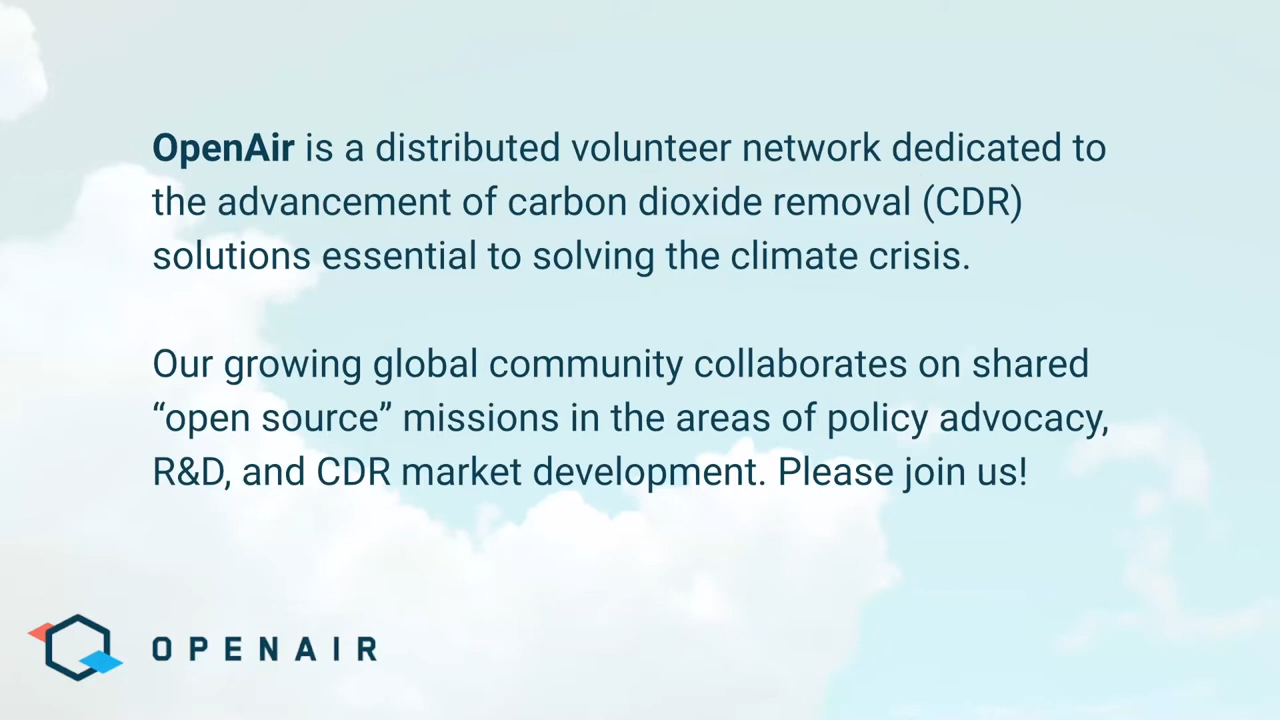 OpenAir is a distributed volunteer network dedicated to
the advancement of carbon dioxide removal (CDR)
solutions essential to solving the climate crisis.
Our growing global community collaborates on shared
“open source” missions in the areas of policy advocacy,
R&D, and CDR market development. Please join us!
OPENAIR